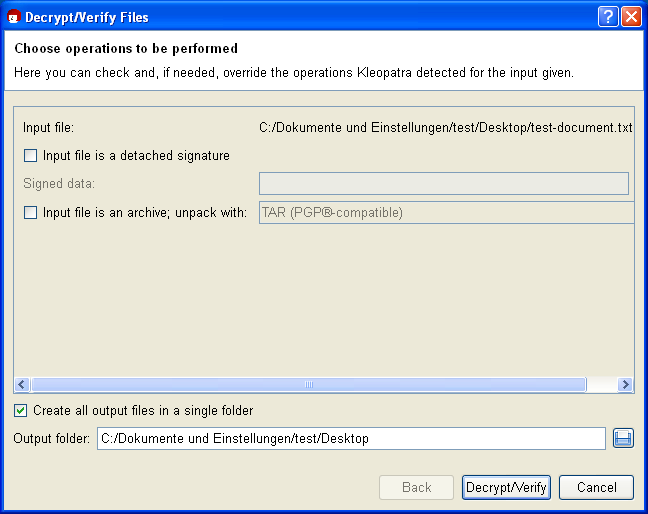 Decrypt/Verify Files
Choose operations to be performed
Here you can check and, if needed, override the operations Kleopatra detected for the input given.
Input file: C:/Dokumente und Einstellungen/test/Desktop/test-document.txt
Input file is a detached signature
Signed data:
Input file is an archive; unpack with: TAR (PGP®-compatible)
Create all output files in a single folder
Output folder: C:/Dokumente und Einstellungen/test/Desktop
Back Decrypt/Verify Cancel